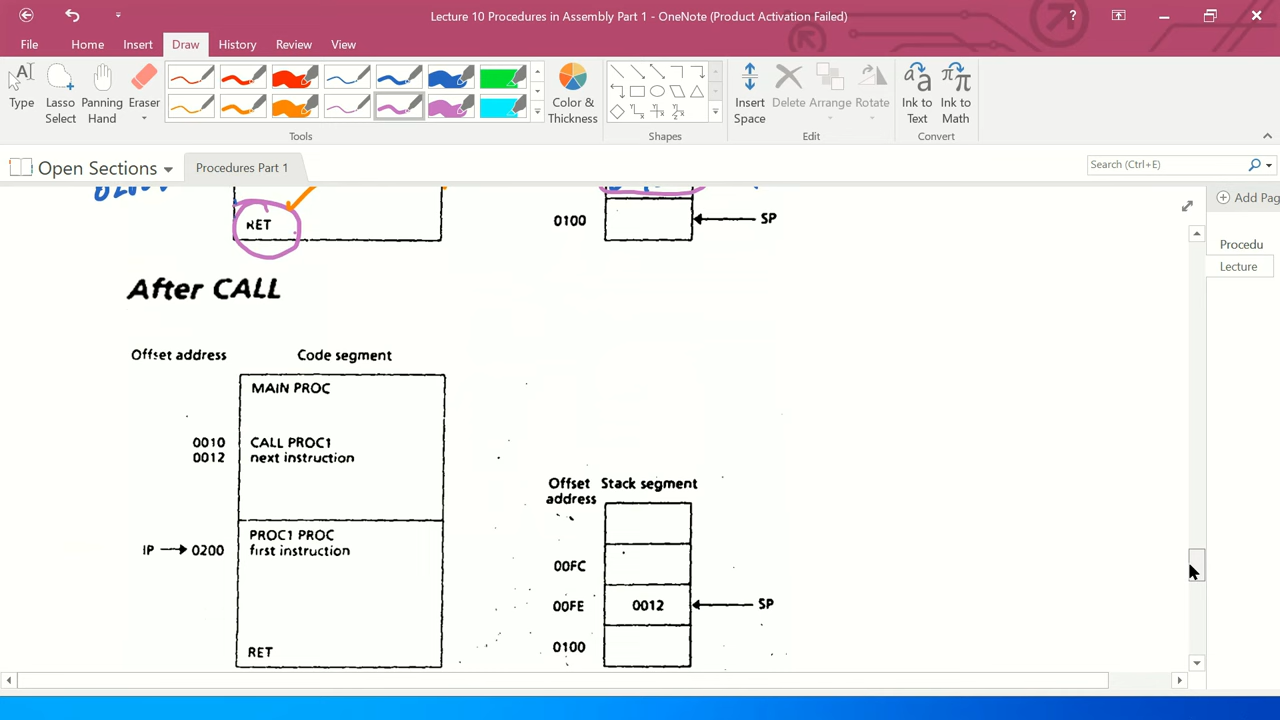 Lecture 10 Procedures in Assembly Part 1 - OneNote (Product Activation Failed)
?
File Home Insert Draw History Review View
Type
Lasso Select
Panning Hand
Eraser
Color & Thickness
Insert Space
Delete Arrange Rotate
Ink to Text
Ink to Math
Tools
Shapes
Edit
Convert
Open Sections
Procedures Part 1
Search (Ctrl+E)
Add Pag
Procedu
Lecture
RET
0100
SP
After CALL
Offset address Code segment
MAIN PROC
0010 CALL PROC1
0012 next instruction
PROC1 PROC
IP 0200 first instruction
RET
Offset address Stack segment
00FC
00FE 0012 SP
0100